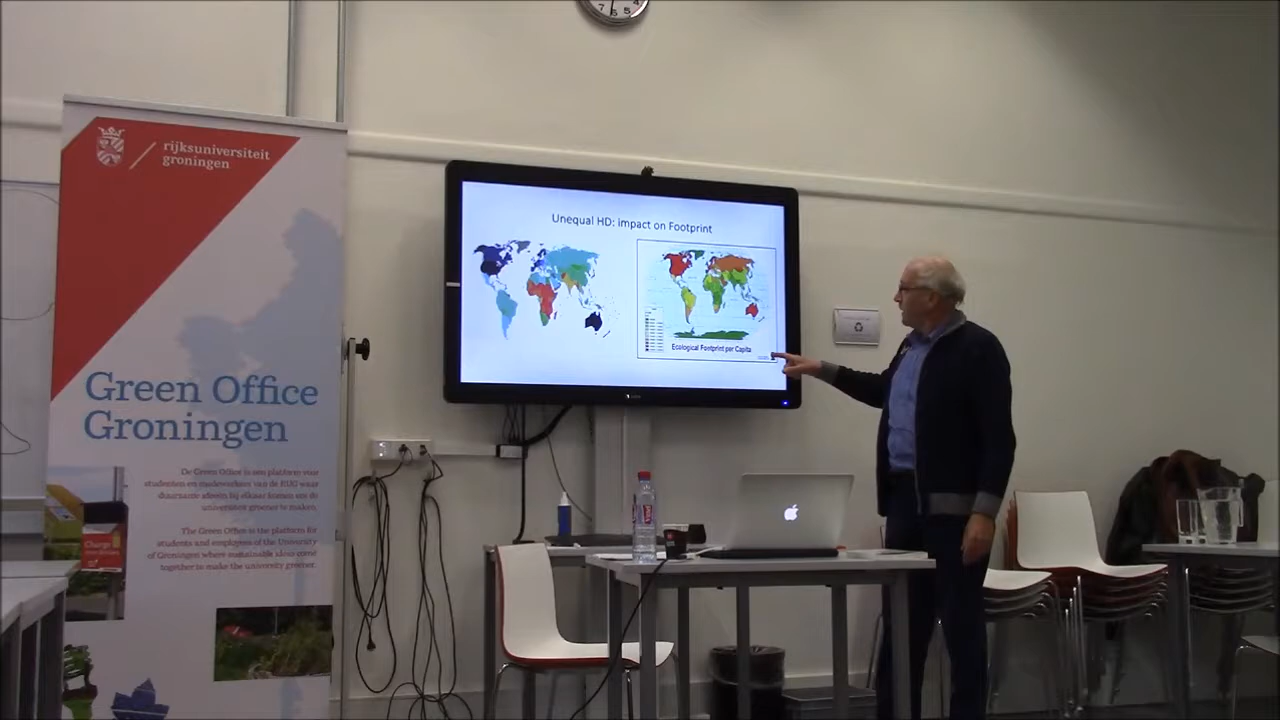 rijksuniversiteit
groningen
Green Office
Groningen
De Green Office is een platform voor
studenten en medewerkers van de RUG waar
duurzame ideeën bij elkaar komen om de
universiteit groener te maken.
The Green Office is the platform for
students and employees of the University
of Groningen where sustainable ideas come
together to make the university greener.
Unequal HD: impact on Footprint
Ecological Footprint per Capita
7 6 5